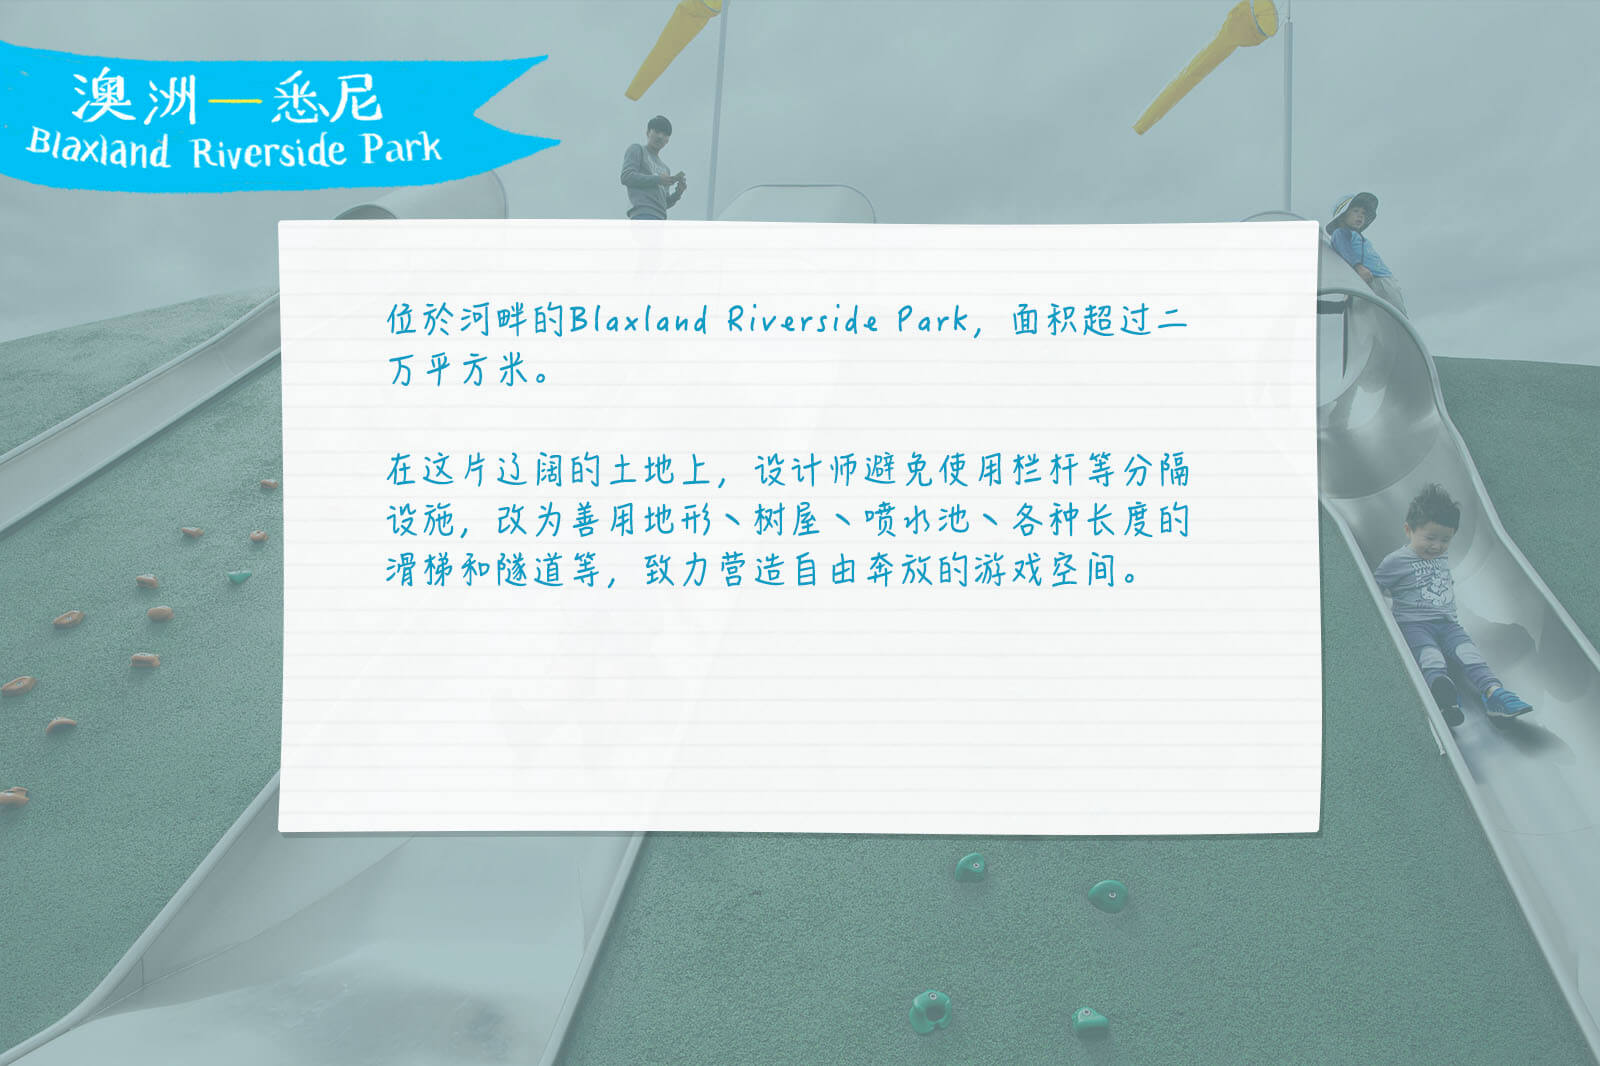 澳洲—悉尼
Blaxland Riverside Park
位於河畔的Blaxland Riverside Park，面积超过二
万平方米。
在这片辽阔的土地上，设计师避免使用栏杆等分隔
设施，改为善用地形、树屋、喷水池、各种长度的
滑梯和隧道等，致力营造自由奔放的游戏空间。